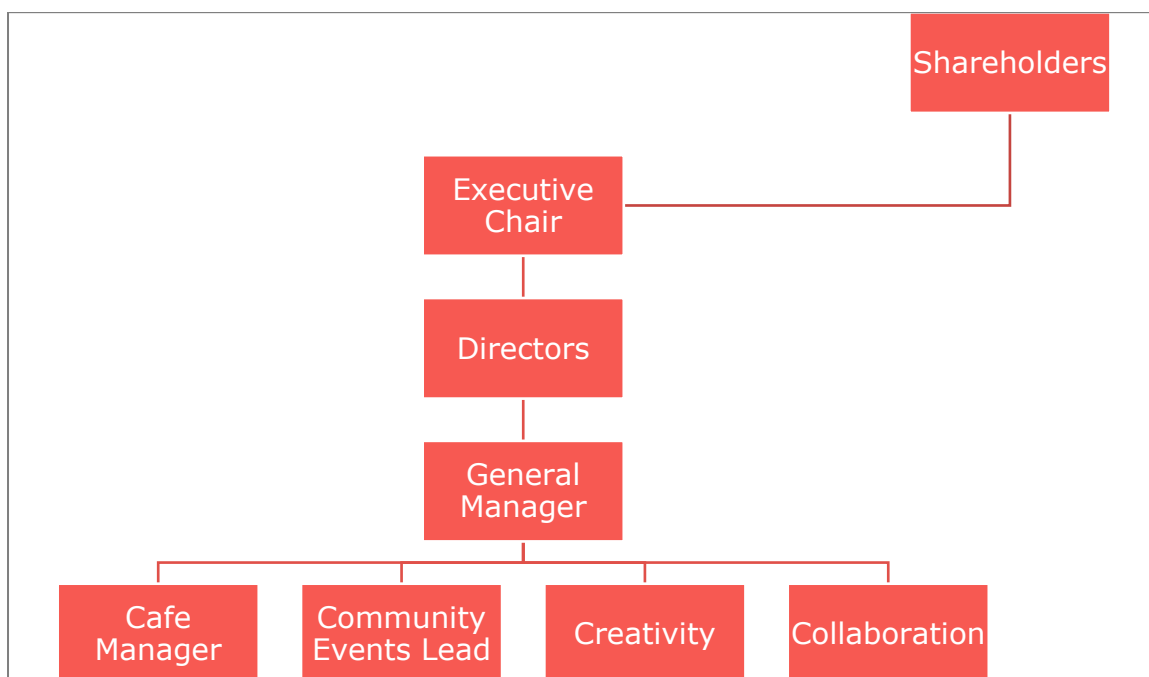 Shareholders
Executive
Chair
Directors
General
Manager
Cafe
Manager
Community
Events Lead
Creativity
Collaboration